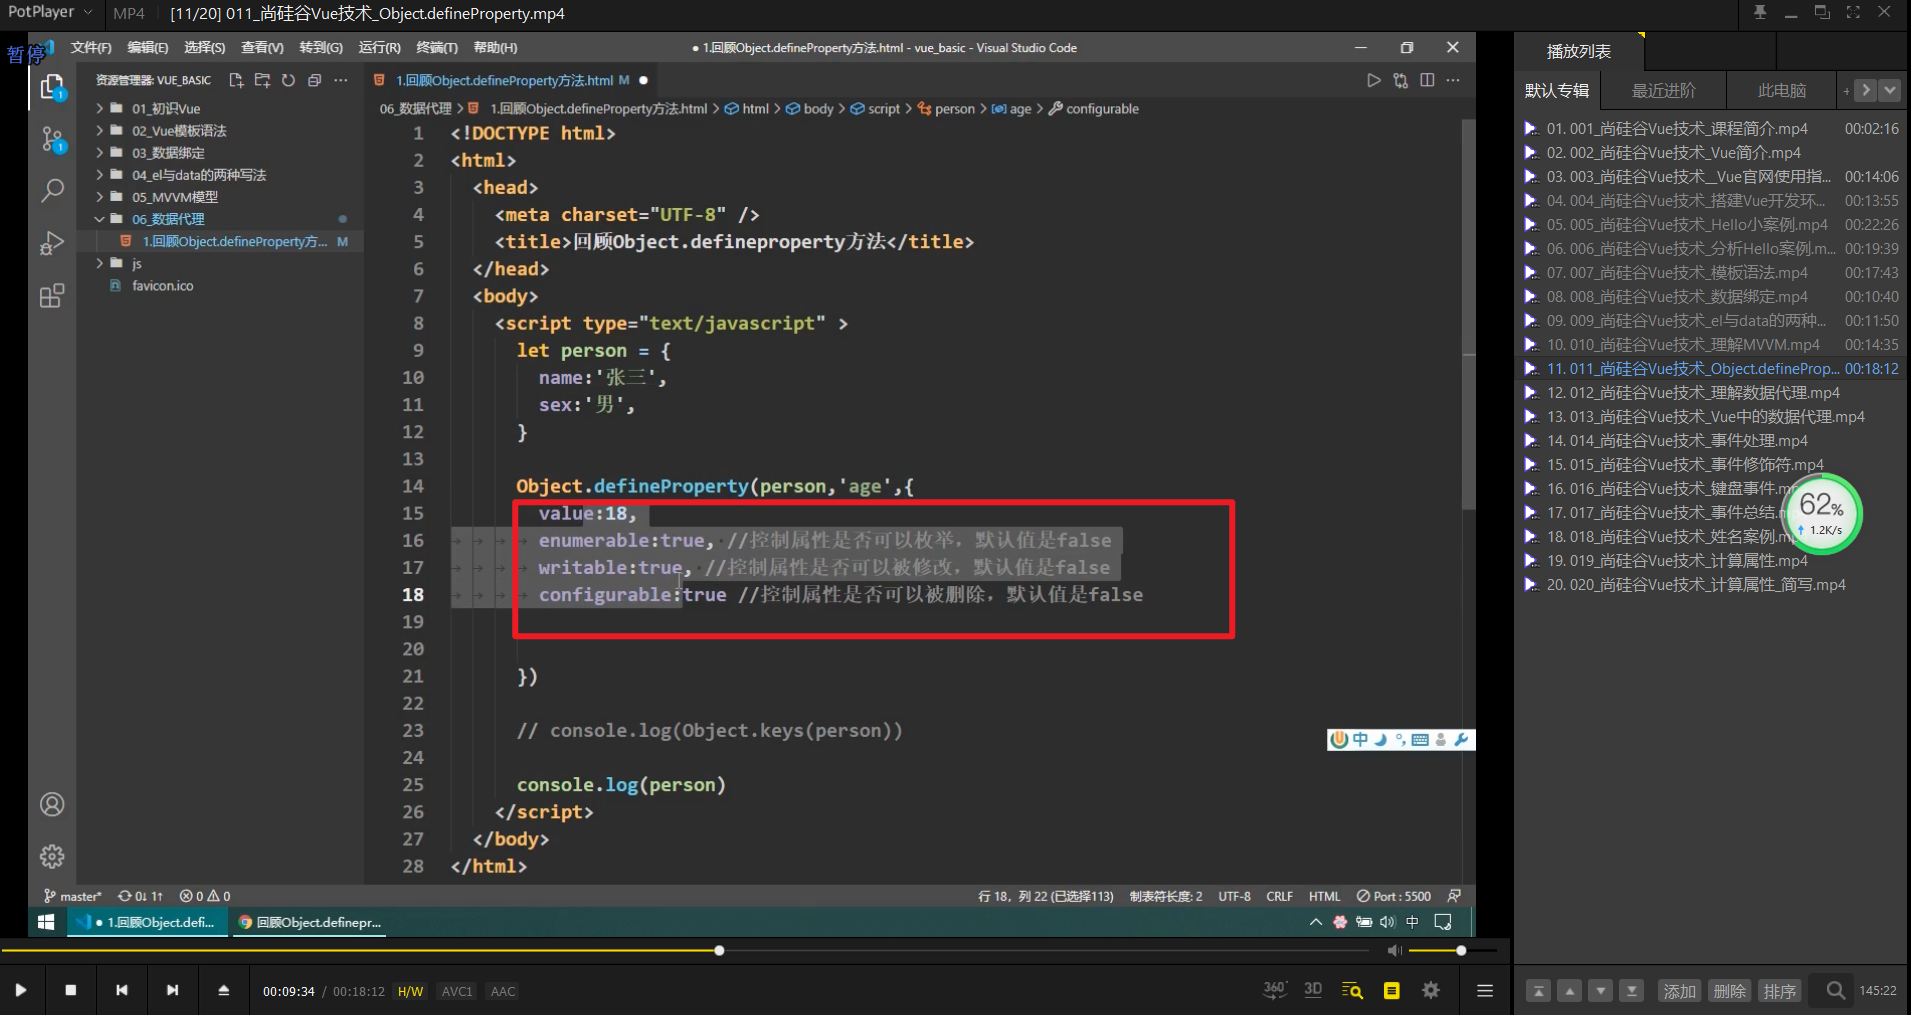 PotPlayer MP4 [11/20] 011_尚硅谷Vue技术_Object.defineProperty.mp4
暂停
文件(F) 编辑(E) 选择(S) 查看(V) 转到(G) 运行(R) 终端(T) 帮助(H) ● 1.回顾Object.defineProperty方法.html - vue_basic - Visual Studio Code
资源管理器: VUE_BASIC
01_初识Vue
02_Vue模板语法
03_数据绑定
04_el与data的两种写法
05_MVVM模型
06_数据代理
1.回顾Object.defineProperty方... M
js
favicon.ico
1
1
1.回顾Object.defineProperty方法.html M ●
06_数据代理 > 1.回顾Object.defineProperty方法.html > html > body > script > person > age > configurable
1 <!DOCTYPE html>
2 <html>
3 <head>
4 <meta charset="UTF-8" />
5 <title>回顾Object.defineproperty方法</title>
6 </head>
7 <body>
8 <script type="text/javascript" >
9 let person = {
10 name:'张三',
11 sex:'男',
12 }
13
14 Object.defineProperty(person,'age',{
15 value:18,
16 enumerable:true, //控制属性是否可以枚举，默认值是false
17 writable:true, //控制属性是否可以被修改，默认值是false
18 configurable:true //控制属性是否可以被删除，默认值是false
19
20
21 })
22
23 // console.log(Object.keys(person))
24
25 console.log(person)
26 </script>
27 </body>
28 </html>
中
master* 0↓ 1↑ 0 0 行 18，列 22 (已选择113) 制表符长度: 2 UTF-8 CRLF HTML Port : 5500
● 1.回顾Object.defi... 回顾Object.definepr... 中
00:09:34 / 00:18:12 H/W AVC1 AAC 360° 3D
播放列表
默认专辑 最近进阶 此电脑 +
01. 001_尚硅谷Vue技术_课程简介.mp4 00:02:16
02. 002_尚硅谷Vue技术_Vue简介.mp4
03. 003_尚硅谷Vue技术__Vue官网使用指... 00:14:06
04. 004_尚硅谷Vue技术_搭建Vue开发环... 00:13:55
05. 005_尚硅谷Vue技术_Hello小案例.mp4 00:22:26
06. 006_尚硅谷Vue技术_分析Hello案例.m... 00:19:39
07. 007_尚硅谷Vue技术_模板语法.mp4 00:17:43
08. 008_尚硅谷Vue技术_数据绑定.mp4 00:10:40
09. 009_尚硅谷Vue技术_el与data的两种... 00:11:50
10. 010_尚硅谷Vue技术_理解MVVM.mp4 00:14:35
11. 011_尚硅谷Vue技术_Object.defineProp... 00:18:12
12. 012_尚硅谷Vue技术_理解数据代理.mp4
13. 013_尚硅谷Vue技术_Vue中的数据代理.mp4
14. 014_尚硅谷Vue技术_事件处理.mp4
15. 015_尚硅谷Vue技术_事件修饰符.mp4
16. 016_尚硅谷Vue技术_键盘事件.m
17. 017_尚硅谷Vue技术_事件总结.m
18. 018_尚硅谷Vue技术_姓名案例.m
19. 019_尚硅谷Vue技术_计算属性.mp4
20. 020_尚硅谷Vue技术_计算属性_简写.mp4
62%
1.2K/s
添加 删除 排序 145:22